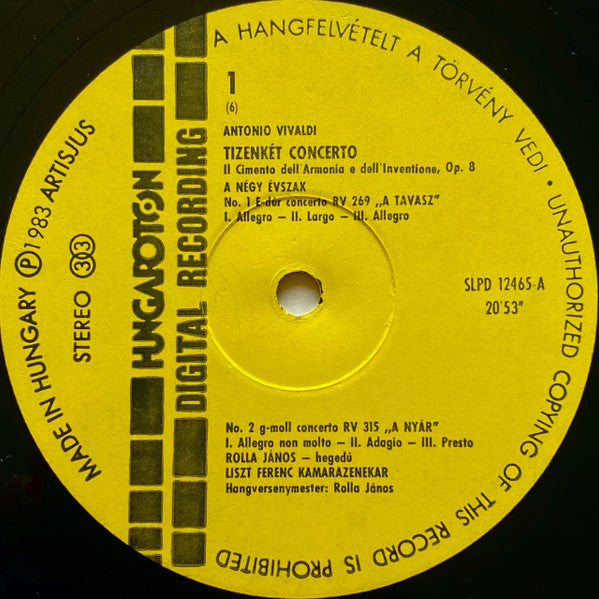 A HANGFELVÉTELT A TÖRVÉNY VÉDI • UNAUTHORIZED COPYING OF THIS RECORD IS PROHIBITED
MADE IN HUNGARY Ⓟ 1983 ARTISJUS
STEREO 33
HUNGAROTON
DIGITAL RECORDING
1
(6)
ANTONIO VIVALDI
TIZENKÉT CONCERTO
Il Cimento dell'Armonia e dell'Inventione, Op. 8
A NÉGY ÉVSZAK
No. 1 E-dúr concerto RV 269 „A TAVASZ"
I. Allegro – II. Largo – III. Allegro
SLPD 12465-A
20'53"
No. 2 g-moll concerto RV 315 „A NYÁR"
I. Allegro non molto – II. Adagio – III. Presto
ROLLA JÁNOS – hegedű
LISZT FERENC KAMARAZENEKAR
Hangversenymester: Rolla János